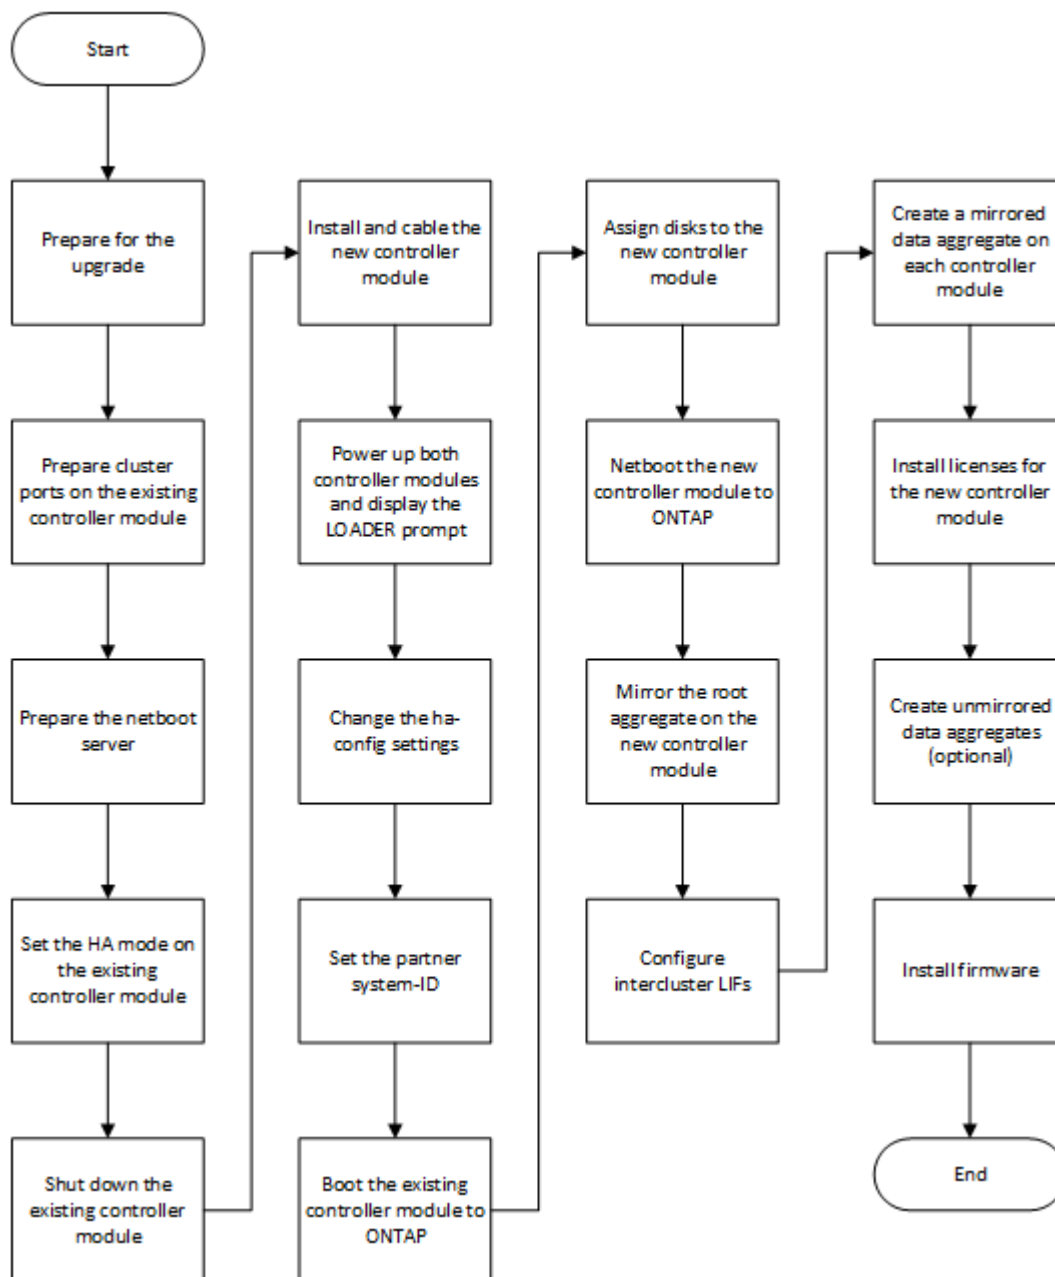 Start
Prepare for the
upgrade
Prepare cluster
ports on the existing
controller module
Prepare the netboot
server
Set the HA mode on
the existing
controller module
Shut down the
existing controller
module
Install and cable the
new controller
module
Power up both
controller modules
and display the
LOADER prompt
Change the ha-
config settings
Set the partner
system-ID
Boot the existing
controller module to
ONTAP
Assign disks to the
new controller
module
Netboot the new
controller module to
ONTAP
Mirror the root
aggregate on the
new controller
module
Configure
intercluster LIFs
Create a mirrored
data aggregate on
each controller
module
Install licenses for
the new controller
module
Create unmirrored
data aggregates
(optional)
Install firmware
End